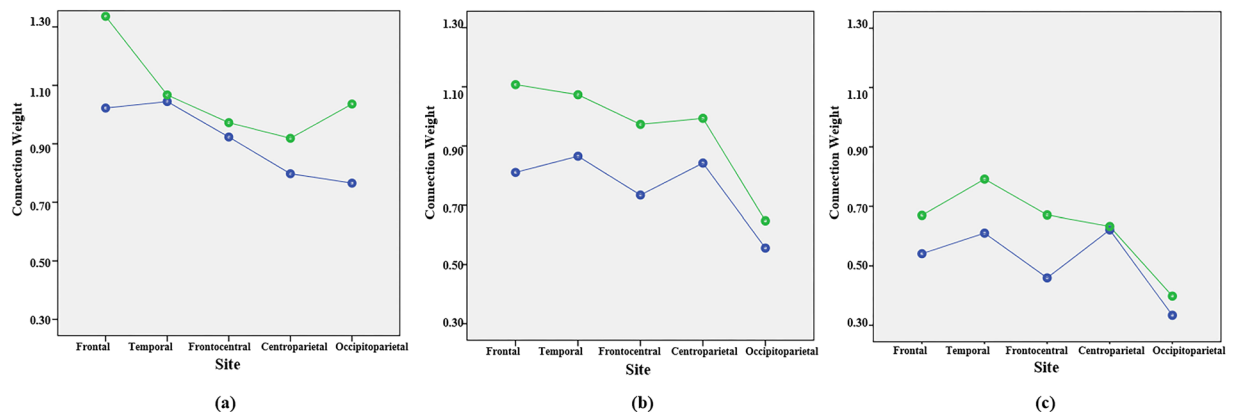 1.30
1.10
0.90
0.70
0.50
0.30
Connection Weight
Frontal Temporal Frontocentral Centroparietal Occipitoparietal
Site
(a)
1.30
1.10
0.90
0.70
0.50
0.30
Connection Weight
Frontal Temporal Frontocentral Centroparietal Occipitoparietal
Site
(b)
1.30
1.10
0.90
0.70
0.50
0.30
Connection Weight
Frontal Temporal Frontocentral Centroparietal Occipitoparietal
Site
(c)